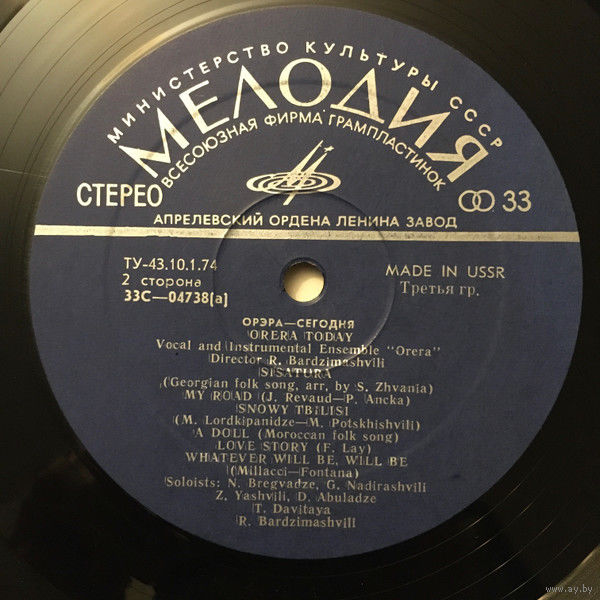 МИНИСТЕРСТВО КУЛЬТУРЫ СССР
МЕЛОДИЯ
ВСЕСОЮЗНАЯ ФИРМА ГРАМПЛАСТИНОК
СТЕРЕО
33
АПРЕЛЕВСКИЙ ОРДЕНА ЛЕНИНА ЗАВОД
ТУ-43.10.1.74
MADE IN USSR
2 сторона
Третья гр.
33С—04738(а)
ОРЭРА—СЕГОДНЯ
ORERA TODAY
Vocal and Instrumental Ensemble "Orera"
Director R. Bardzimashvili
SISATURA
(Georgian folk song, arr, by S. Zhvania)
MY ROAD (J. Revaud—P. Ancka)
SNOWY TBILISI
(M. Lordkipanidze—M. Potskhishvili)
A DOLL (Moroccan folk song)
LOVE STORY (F. Lay)
WHATEVER WILL BE, WILL BE
(Millacci—Fontana)
Soloists: N. Bregvadze, G. Nadirashvili
Z. Yashvili, D. Abuladze
T. Davitaya
R. Bardzimashvili
www.ay.by